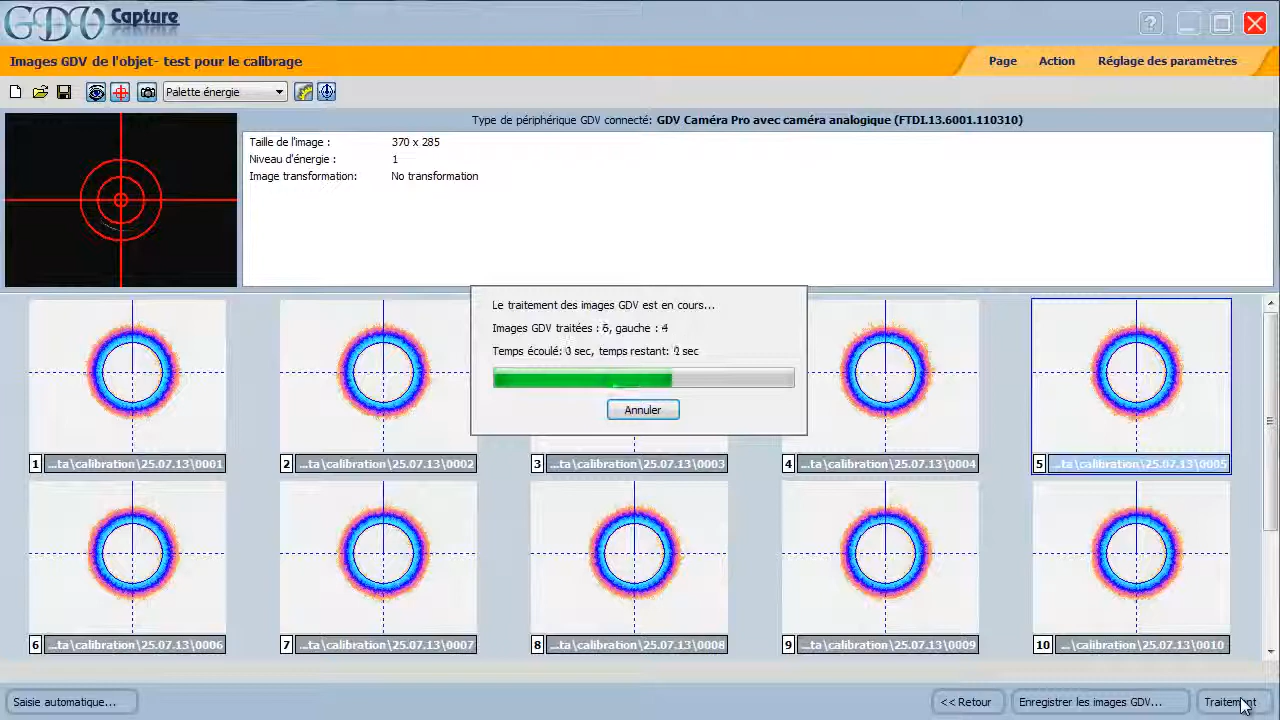 GDV Capture
Images GDV de l'objet- test pour le calibrage
Page Action Réglage des paramètres
Palette énergie
Type de périphérique GDV connecté: GDV Caméra Pro avec caméra analogique (FTDI.13.6001.110310)
Taille de l'image : 370 x 285
Niveau d'énergie : 1
Image transformation: No transformation
Le traitement des images GDV est en cours...
Images GDV traitées : 6, gauche : 4
Temps écoulé: 0 sec, temps restant: 0 sec
Annuler
1 ...ta\calibration\25.07.13\0001
2 ...ta\calibration\25.07.13\0002
3 ...ta\calibration\25.07.13\0003
4 ...ta\calibration\25.07.13\0004
5 ...ta\calibration\25.07.13\0005
6 ...ta\calibration\25.07.13\0006
7 ...ta\calibration\25.07.13\0007
8 ...ta\calibration\25.07.13\0008
9 ...ta\calibration\25.07.13\0009
10 ...\calibration\25.07.13\0010
Saisie automatique... << Retour Enregistrer les images GDV... Traitement